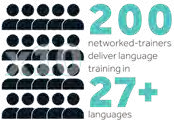 200
networked-trainers
deliver language
training in
27+
languages